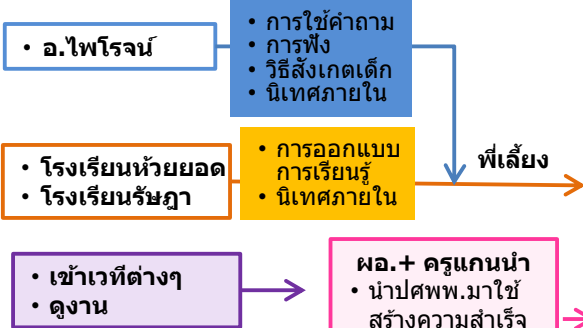 • อ.ไพโรจน์
• การใช้คำถาม
• การฟัง
• วิธีสังเกตเด็ก
• นิเทศภายใน
• โรงเรียนห้วยยอด
• โรงเรียนรัษฎา
• การออกแบบ
การเรียนรู้
• นิเทศภายใน
พี่เลี้ยง
• เข้าเวทีต่างๆ
• ดูงาน
ผอ.+ ครูแกนนำ
• นำปศพพ.มาใช้
สร้างความสำเร็จ